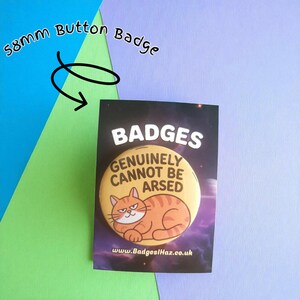 58mm Button Badge
BADGES
GENUINELY
CANNOT BE
ARSED
www.BadgesIHaz.co.uk